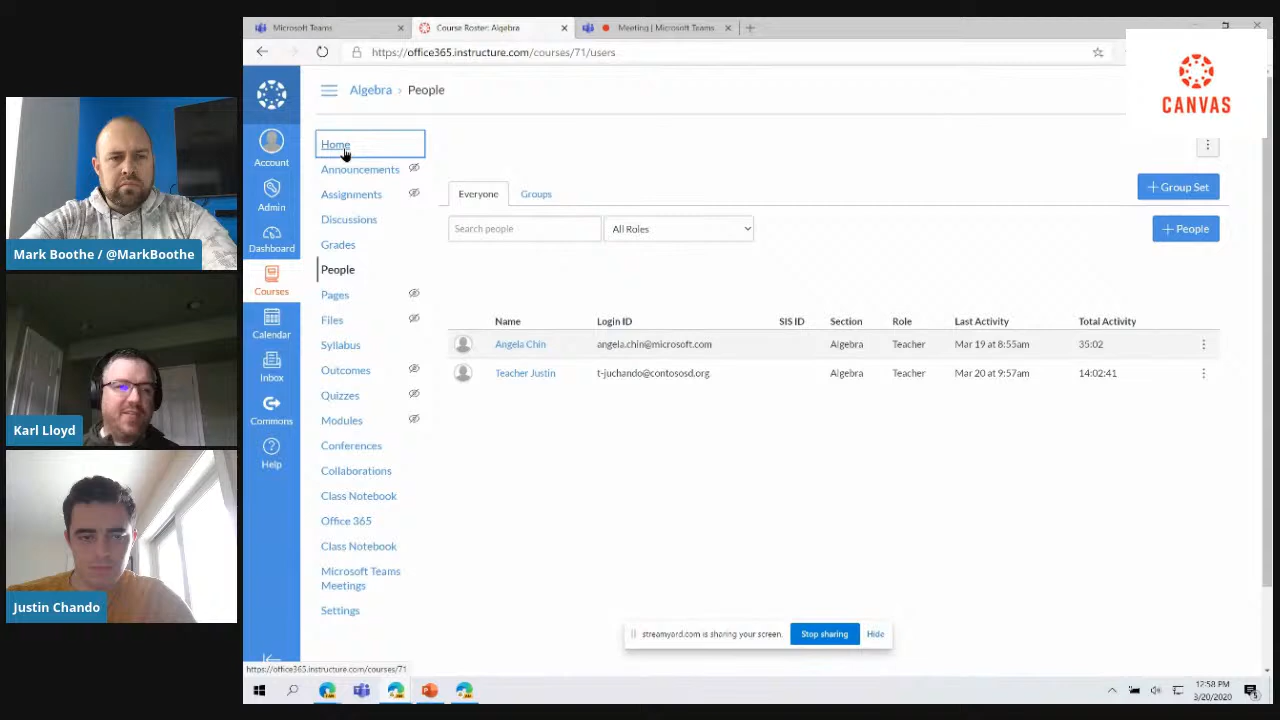 Microsoft Teams
Course Roster: Algebra
Meeting | Microsoft Teams
https://office365.instructure.com/courses/71/users
CANVAS
Algebra › People
Account
Admin
Dashboard
Courses
Calendar
Inbox
Commons
Help
Home
Announcements
Assignments
Discussions
Grades
People
Pages
Files
Syllabus
Outcomes
Quizzes
Modules
Conferences
Collaborations
Class Notebook
Office 365
Class Notebook
Microsoft Teams
Meetings
Settings
+ Group Set
Everyone Groups
Search people All Roles + People
Name Login ID SIS ID Section Role Last Activity Total Activity
Angela Chin angela.chin@microsoft.com Algebra Teacher Mar 19 at 8:55am 35:02
Teacher Justin t-juchando@contososd.org Algebra Teacher Mar 20 at 9:57am 14:02:41
streamyard.com is sharing your screen. Stop sharing Hide
https://office365.instructure.com/courses/71
12:58 PM
3/20/2020
Mark Boothe / @MarkBoothe
Karl Lloyd
Justin Chando